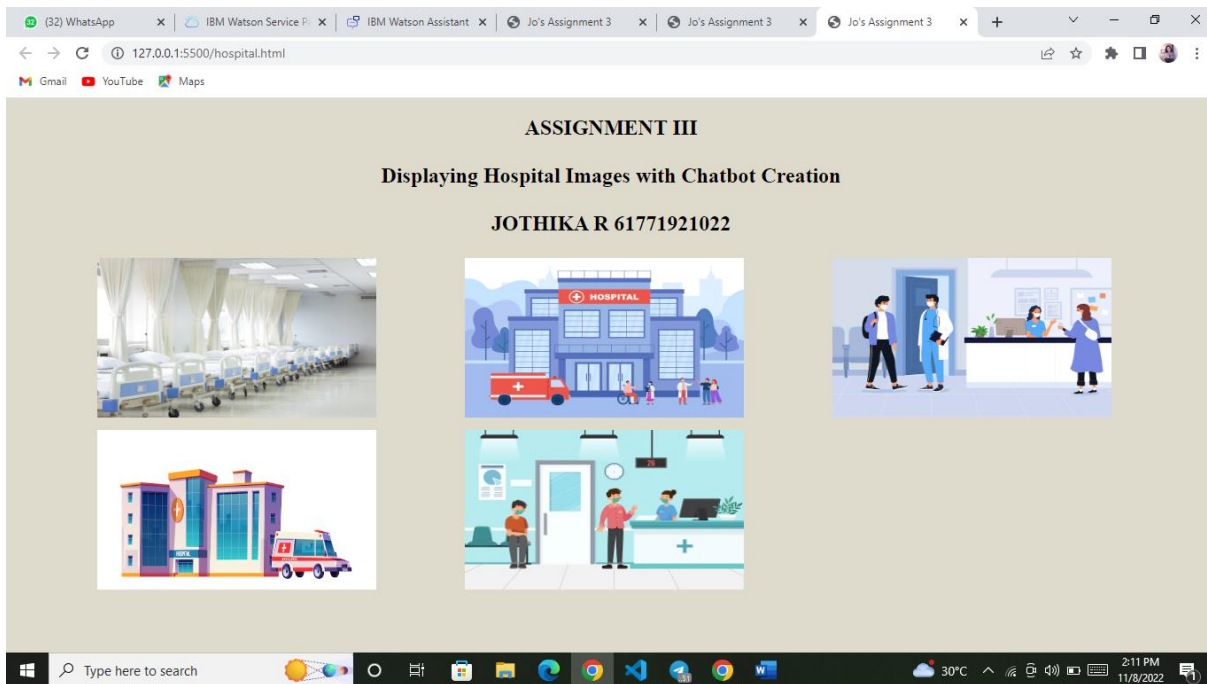 (32) WhatsApp
IBM Watson Service P
IBM Watson Assistant
Jo's Assignment 3
Jo's Assignment 3
Jo's Assignment 3
127.0.0.1:5500/hospital.html
Gmail
YouTube
Maps
ASSIGNMENT III
Displaying Hospital Images with Chatbot Creation
JOTHIKA R 61771921022
HOSPITAL
HOSPITAL
26
Type here to search
30°C
2:11 PM
11/8/2022